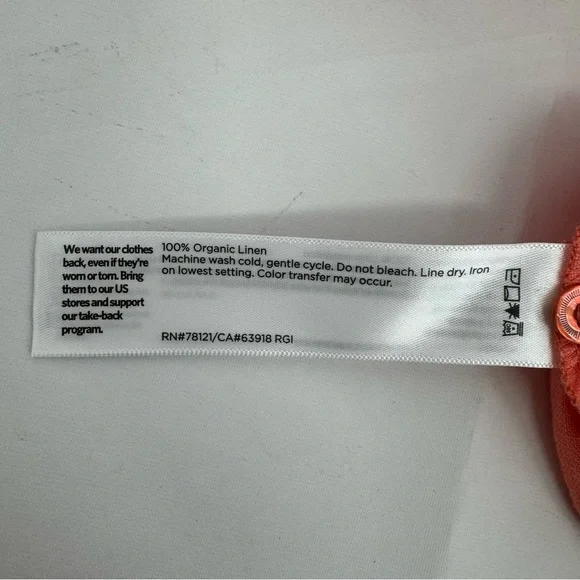 We want our clothes
back, even if they're
worn or torn. Bring
them to our US
stores and support
our take-back
program.
100% Organic Linen
Machine wash cold, gentle cycle. Do not bleach. Line dry. Iron
on lowest setting. Color transfer may occur.
RN#78121/CA#63918 RGI